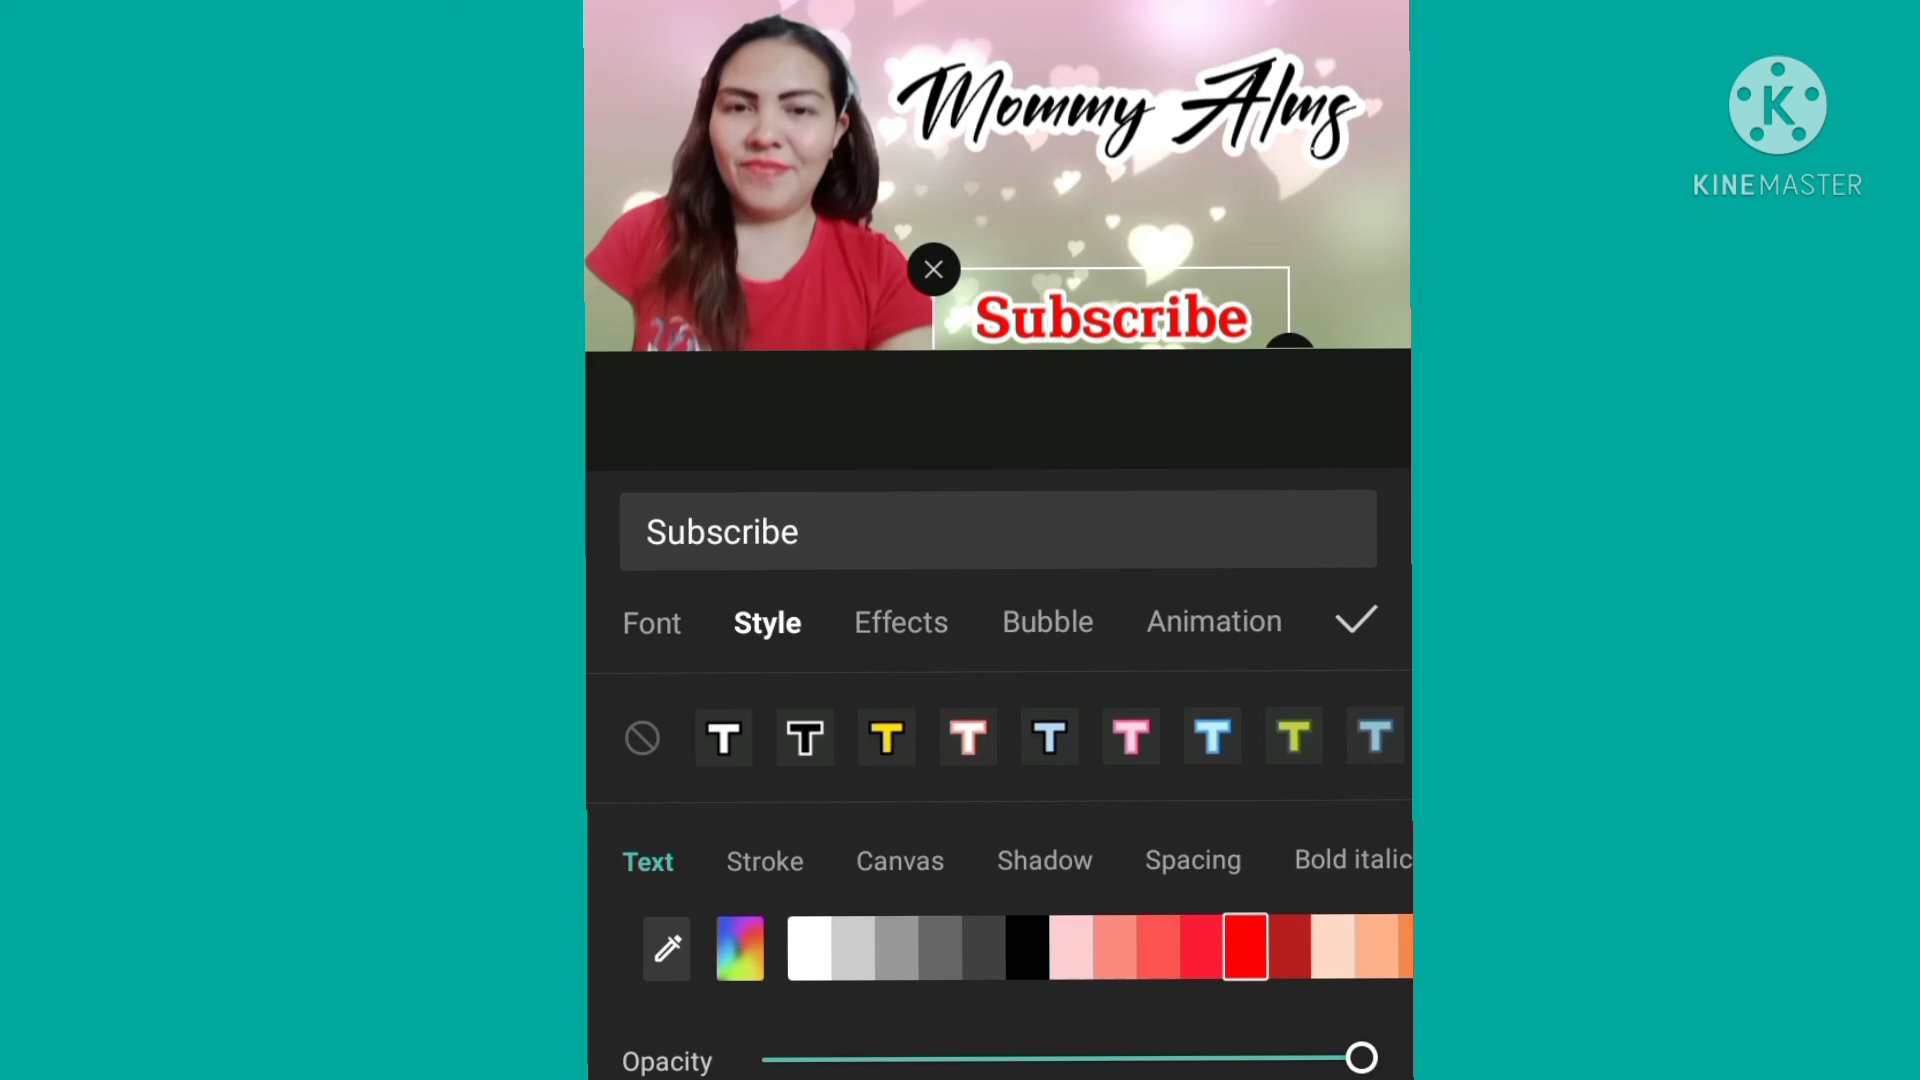 Mommy Alms
K
KINEMASTER
Subscribe
Subscribe
Font Style Effects Bubble Animation
T T T T T T T T T
Text Stroke Canvas Shadow Spacing Bold italic
Opacity